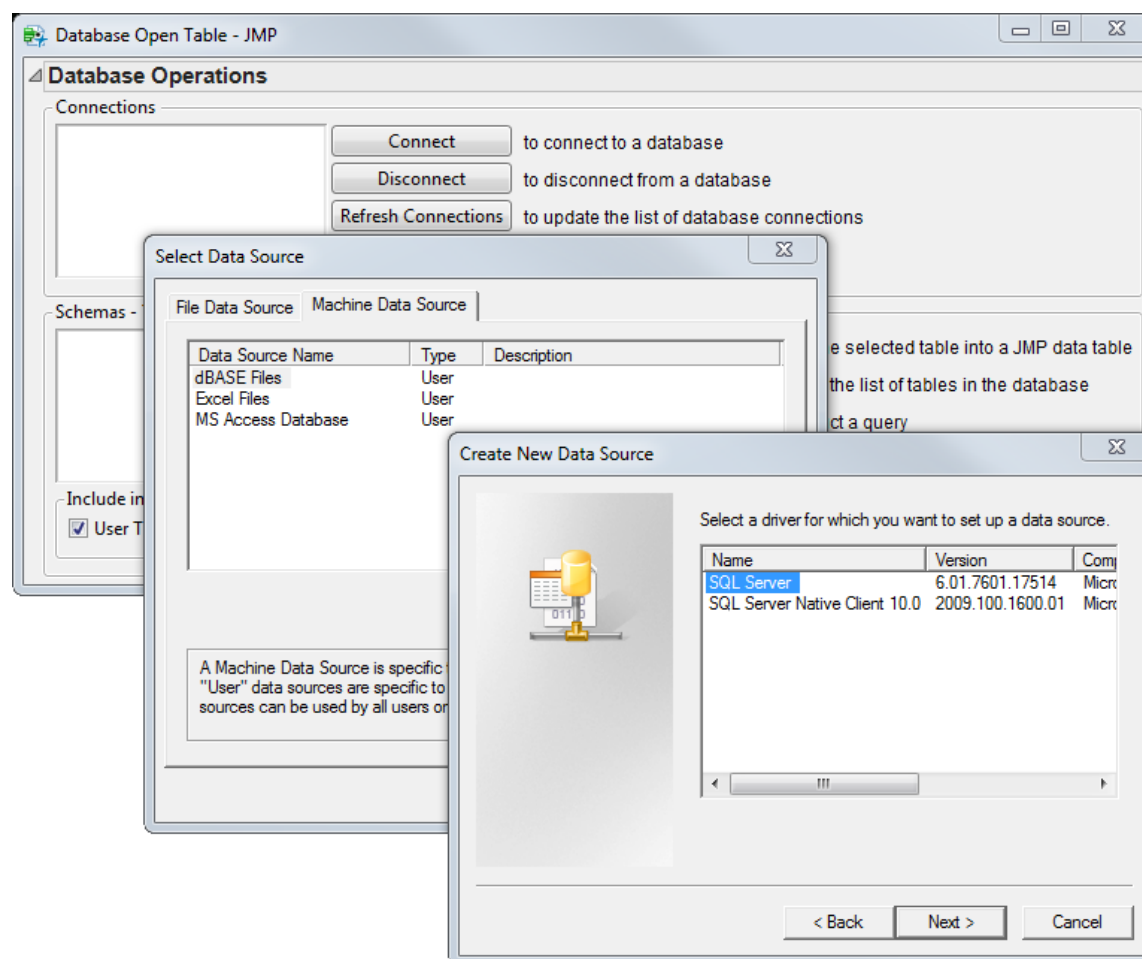 Database Open Table - JMP
Database Operations
Connections
Connect to connect to a database
Disconnect to disconnect from a database
Refresh Connections to update the list of database connections
Select Data Source
File Data Source Machine Data Source
Data Source Name Type Description
dBASE Files User
Excel Files User
MS Access Database User
A Machine Data Source is specific
"User" data sources are specific to
sources can be used by all users
Schemas -
e selected table into a JMP data table
the list of tables in the database
ct a query
Include in
User T
Create New Data Source
Select a driver for which you want to set up a data source.
Name Version Comp
SQL Server 6.01.7601.17514 Micro
SQL Server Native Client 10.0 2009.100.1600.01 Micro
< Back Next > Cancel